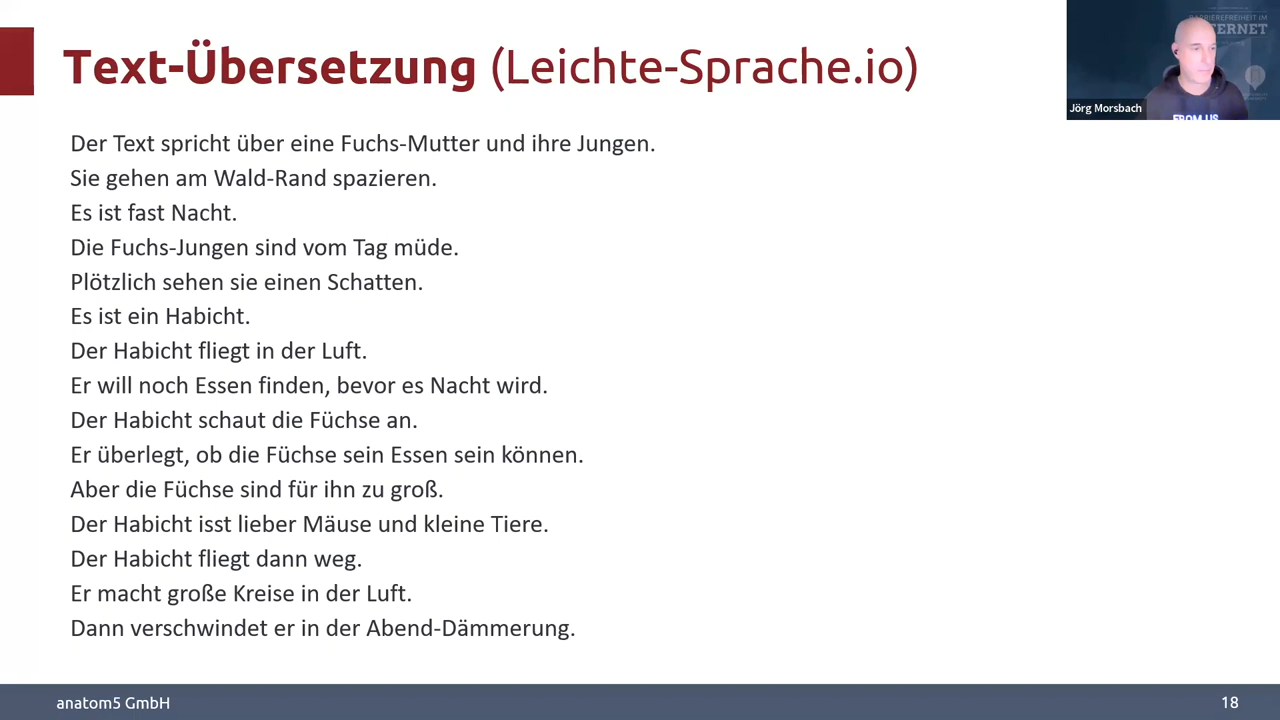 Text-Übersetzung (Leichte-Sprache.io)
Der Text spricht über eine Fuchs-Mutter und ihre Jungen.
Sie gehen am Wald-Rand spazieren.
Es ist fast Nacht.
Die Fuchs-Jungen sind vom Tag müde.
Plötzlich sehen sie einen Schatten.
Es ist ein Habicht.
Der Habicht fliegt in der Luft.
Er will noch Essen finden, bevor es Nacht wird.
Der Habicht schaut die Füchse an.
Er überlegt, ob die Füchse sein Essen sein können.
Aber die Füchse sind für ihn zu groß.
Der Habicht isst lieber Mäuse und kleine Tiere.
Der Habicht fliegt dann weg.
Er macht große Kreise in der Luft.
Dann verschwindet er in der Abend-Dämmerung.
Jörg Morsbach
FROM US
anatom5 GmbH
18